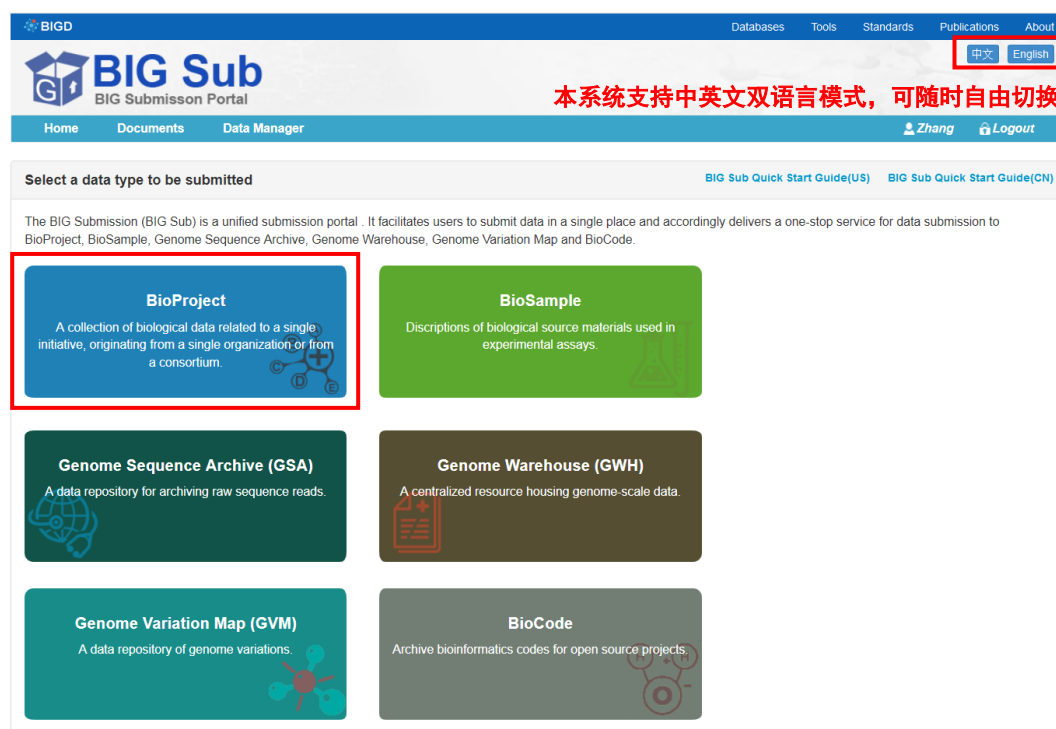 BIGD
Databases Tools Standards Publications About
中文 English
BIG Sub
BIG Submisson Portal
本系统支持中英文双语言模式，可随时自由切换
Home Documents Data Manager
Zhang Logout
Select a data type to be submitted
BIG Sub Quick Start Guide(US) BIG Sub Quick Start Guide(CN)
The BIG Submission (BIG Sub) is a unified submission portal . It facilitates users to submit data in a single place and accordingly delivers a one-stop service for data submission to
BioProject, BioSample, Genome Sequence Archive, Genome Warehouse, Genome Variation Map and BioCode.
BioProject
A collection of biological data related to a single
initiative, originating from a single organization or from
a consortium.
C D E
BioSample
Discriptions of biological source materials used in
experimental assays.
Genome Sequence Archive (GSA)
A data repository for archiving raw sequence reads.
Genome Warehouse (GWH)
A centralized resource housing genome-scale data.
Genome Variation Map (GVM)
A data repository of genome variations.
BioCode
Archive bioinformatics codes for open source projects.
H + H
O -